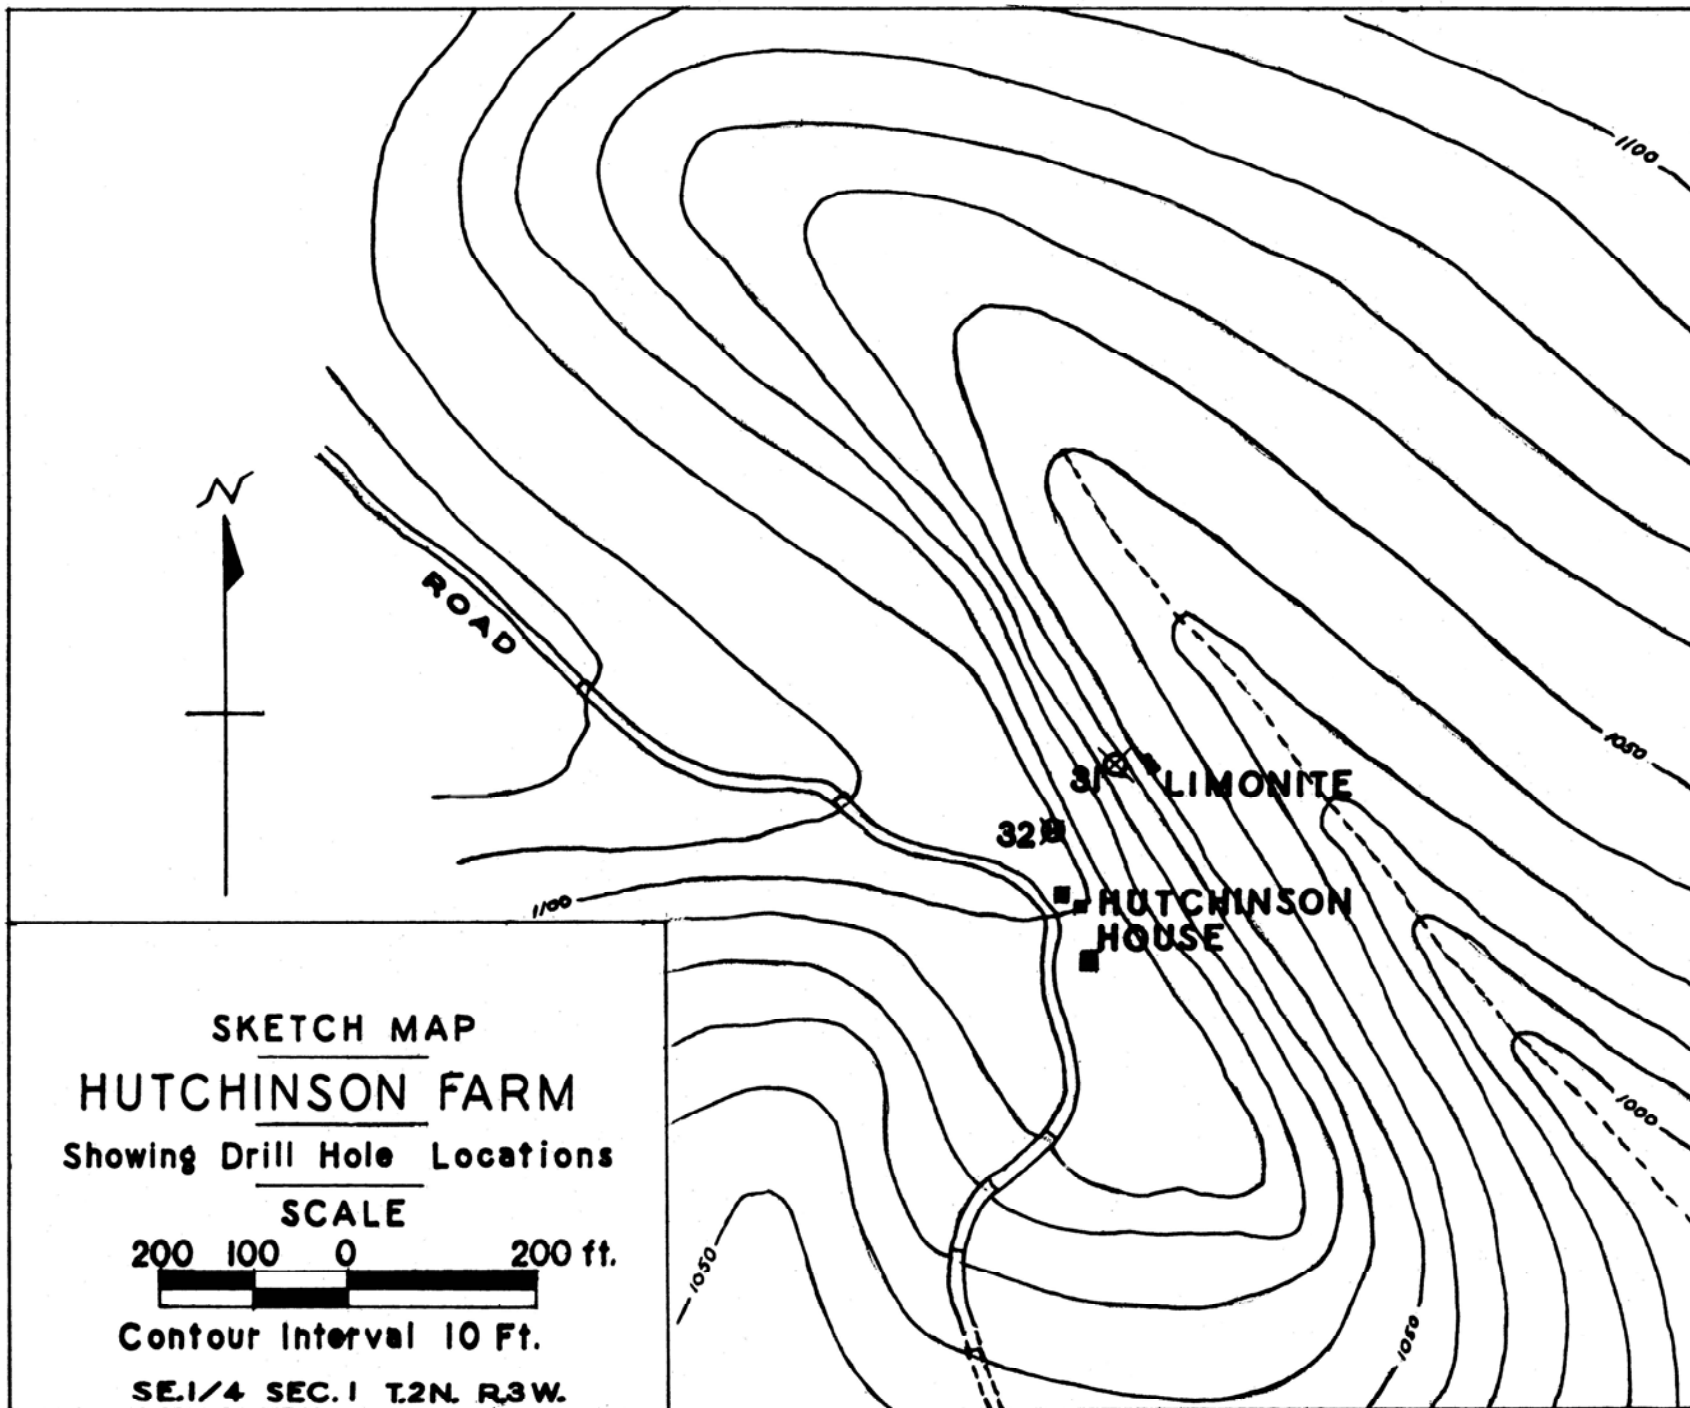 1100
N
ROAD
1050
31
LIMONITE
32
HUTCHINSON
HOUSE
1100
1000
1050
1050
SKETCH MAP
HUTCHINSON FARM
Showing Drill Hole Locations
SCALE
200 100 0 200 ft.
Contour Interval 10 Ft.
SE.1/4 SEC. 1 T.2N. R.3W.